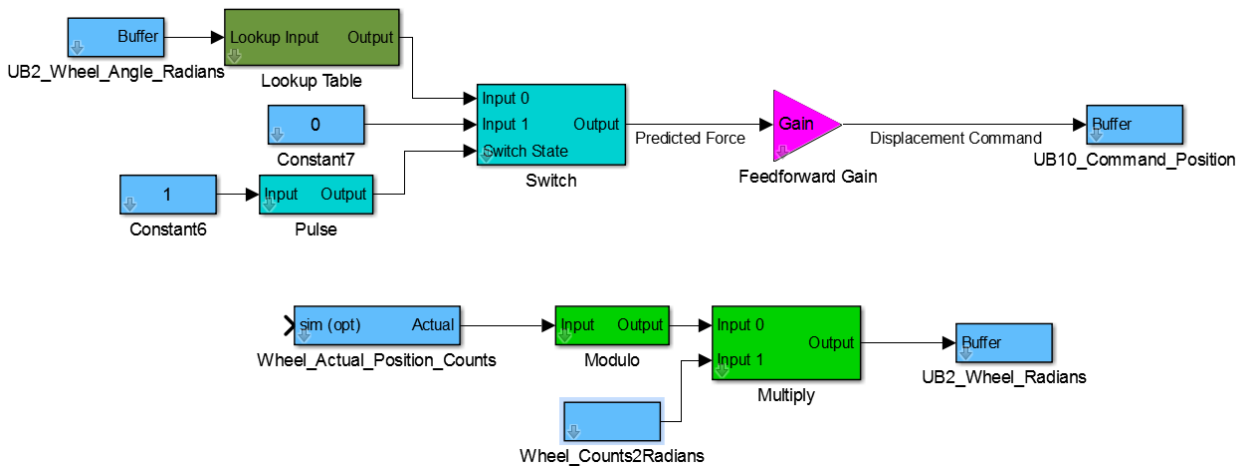 Buffer
UB2_Wheel_Angle_Radians
Lookup Input Output
Lookup Table
0
Constant7
1
Constant6
Input Output
Pulse
Input 0
Input 1 Output
Switch State
Switch
Predicted Force
Gain
Feedforward Gain
Displacement Command
Buffer
UB10_Command_Position
sim (opt) Actual
Wheel_Actual_Position_Counts
Input Output
Modulo
Input 0
Output
Input 1
Multiply
Wheel_Counts2Radians
Buffer
UB2_Wheel_Radians